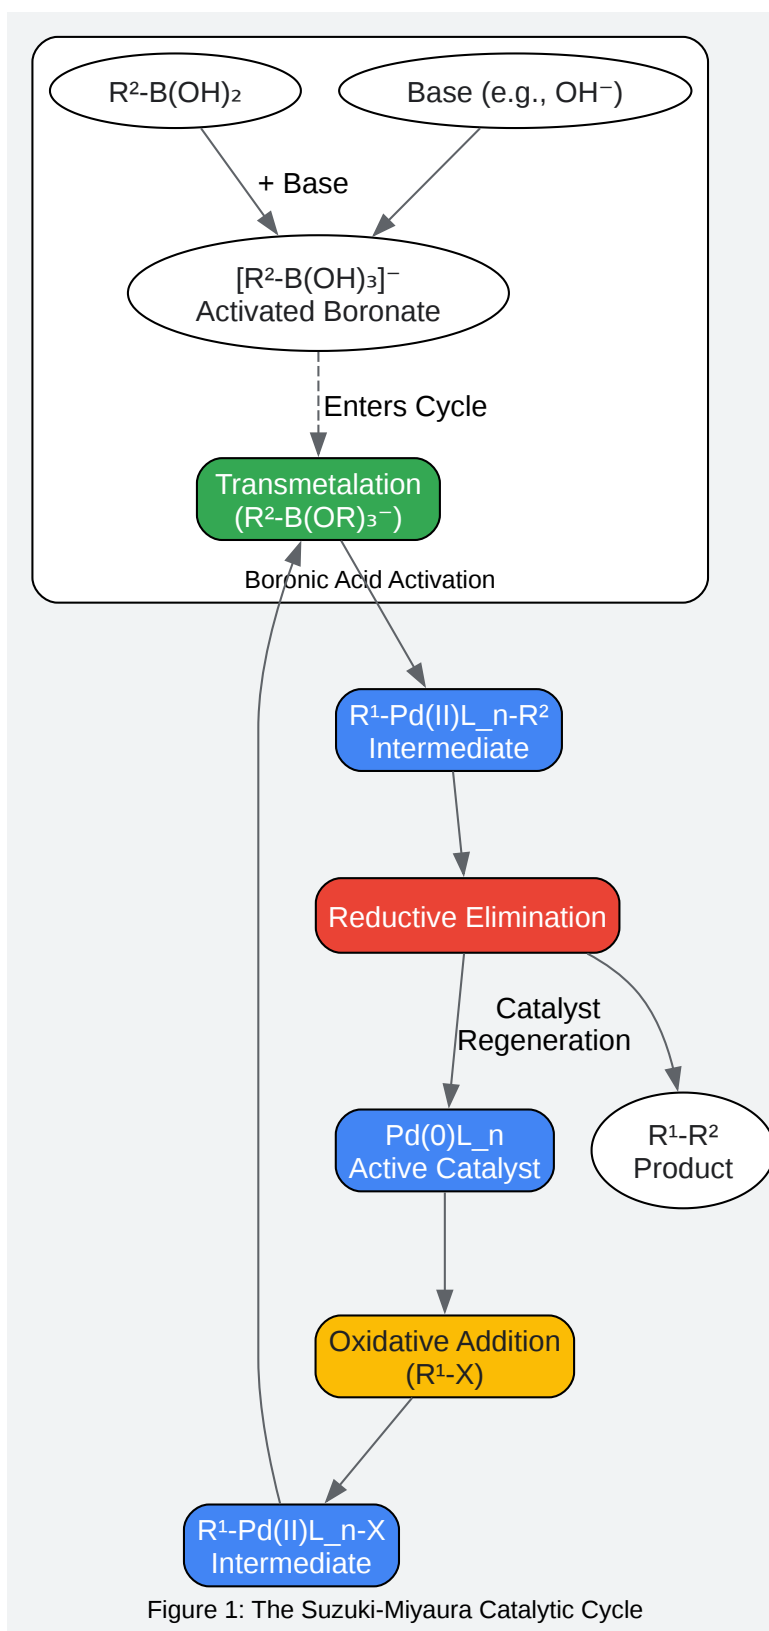 R²-B(OH)₂
Base (e.g., OH⁻)
+ Base
[R²-B(OH)₃]⁻
Activated Boronate
Enters Cycle
Transmetalation
(R²-B(OR)₃⁻)
Boronic Acid Activation
R¹-Pd(II)L_n-R²
Intermediate
Reductive Elimination
Catalyst
Regeneration
Pd(0)L_n
Active Catalyst
R¹-R²
Product
Oxidative Addition
(R¹-X)
R¹-Pd(II)L_n-X
Intermediate
Figure 1: The Suzuki-Miyaura Catalytic Cycle